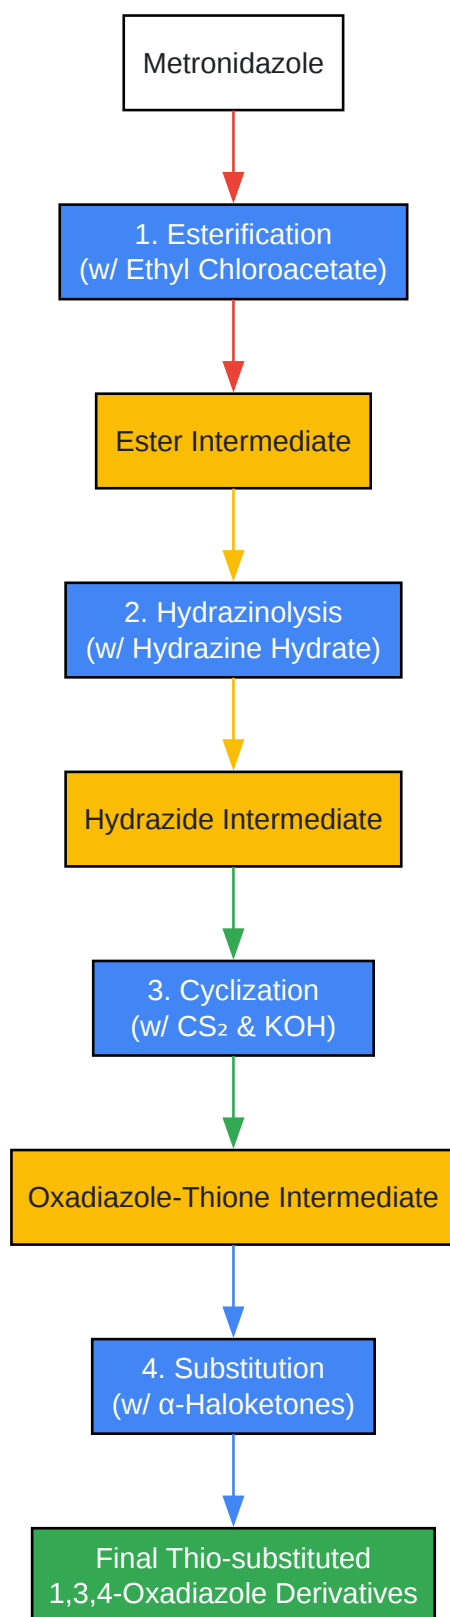 Metronidazole
1. Esterification
(w/ Ethyl Chloroacetate)
Ester Intermediate
2. Hydrazinolysis
(w/ Hydrazine Hydrate)
Hydrazide Intermediate
3. Cyclization
(w/ CS₂ & KOH)
Oxadiazole-Thione Intermediate
4. Substitution
(w/ α-Haloketones)
Final Thio-substituted
1,3,4-Oxadiazole Derivatives